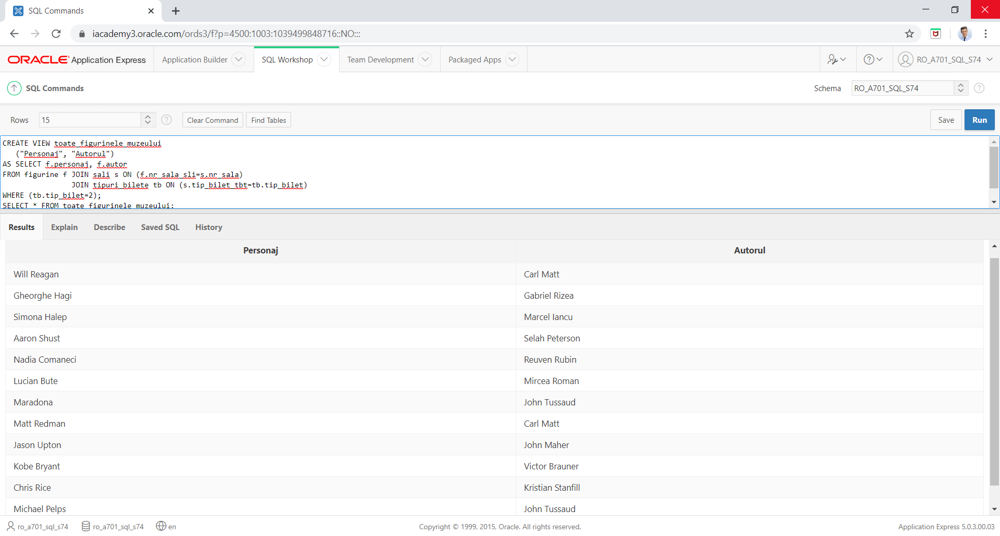 SQL Commands
iacademy3.oracle.com/ords3/f?p=4500:1003:1039499848716::NO:::
ORACLE Application Express
Application Builder
SQL Workshop
Team Development
Packaged Apps
RO_A701_SQL_S74
SQL Commands
Schema
RO_A701_SQL_S74
Rows
15
Clear Command
Find Tables
Save
Run
CREATE VIEW toate_figurinele_muzeului
("Personaj", "Autorul")
AS SELECT f.personaj, f.autor
FROM figurine f JOIN sali s ON (f.nr_sala_sli=s.nr_sala)
JOIN tipuri_bilete tb ON (s.tip_bilet_tbt=tb.tip_bilet)
WHERE (tb.tip_bilet=2);
SELECT * FROM toate_figurinele_muzeului;
Results
Explain
Describe
Saved SQL
History
Personaj
Autorul
Will Reagan
Carl Matt
Gheorghe Hagi
Gabriel Rizea
Simona Halep
Marcel Iancu
Aaron Shust
Selah Peterson
Nadia Comaneci
Reuven Rubin
Lucian Bute
Mircea Roman
Maradona
John Tussaud
Matt Redman
Carl Matt
Jason Upton
John Maher
Kobe Bryant
Victor Brauner
Chris Rice
Kristian Stanfill
Michael Pelps
John Tussaud
ro_a701_sql_s74
ro_a701_sql_s74
en
Copyright © 1999, 2015, Oracle. All rights reserved.
Application Express 5.0.3.00.03